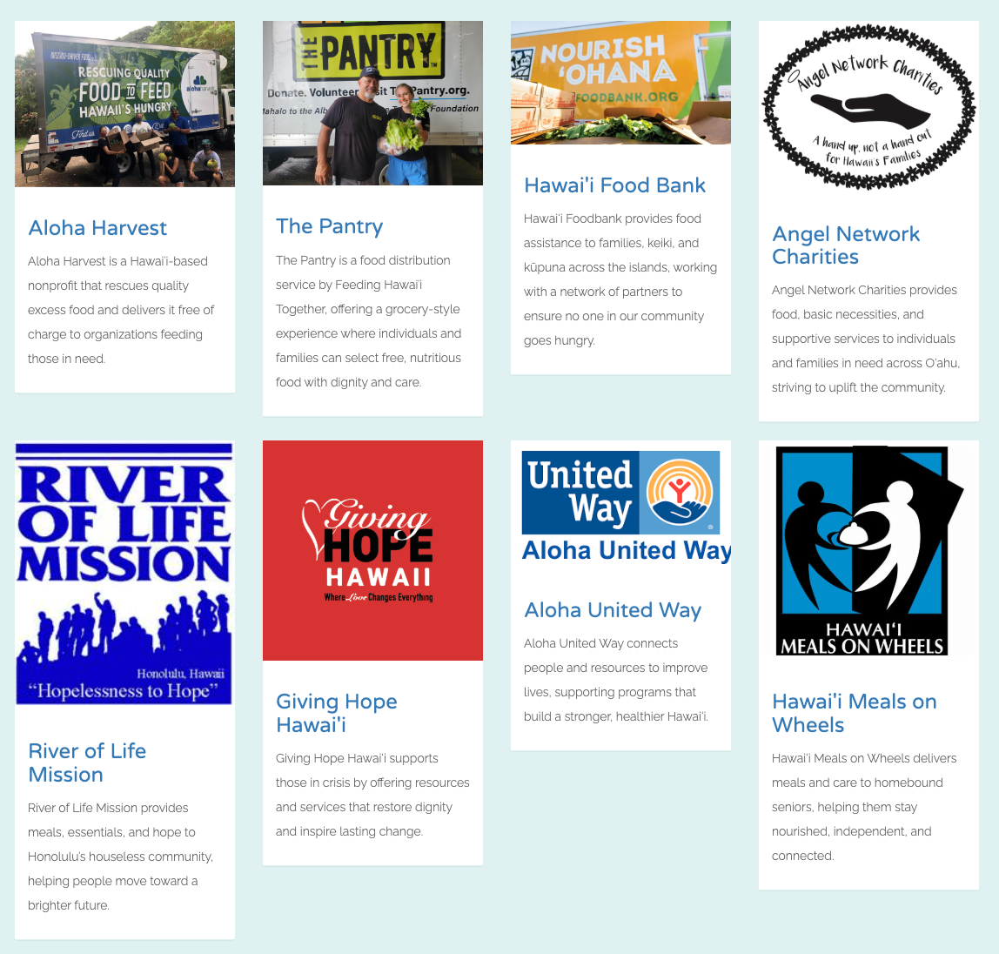 MISSION-DRIVEN FOOD
RESCUING QUALITY
FOOD TO FEED
HAWAII'S HUNGRY
alohaharvest
Find us
Aloha Harvest
Aloha Harvest is a Hawai'i-based
nonprofit that rescues quality
excess food and delivers it free of
charge to organizations feeding
those in need.
THE PANTRY™
Donate. Volunteer. Visit ThePantry.org.
Mahalo to the Alb
Foundation
The Pantry
The Pantry is a food distribution
service by Feeding Hawai'i
Together, offering a grocery-style
experience where individuals and
families can select free, nutritious
food with dignity and care.
NOURISH
'OHANA
FOODBANK.ORG
Hawai'i Food Bank
Hawai'i Foodbank provides food
assistance to families, keiki, and
kūpuna across the islands, working
with a network of partners to
ensure no one in our community
goes hungry.
Angel Network Charities
A hand up, not a hand out
for Hawaii's Families
Angel Network
Charities
Angel Network Charities provides
food, basic necessities, and
supportive services to individuals
and families in need across O'ahu,
striving to uplift the community.
RIVER
OF LIFE
MISSION
Honolulu, Hawaii
“Hopelessness to Hope”
River of Life
Mission
River of Life Mission provides
meals, essentials, and hope to
Honolulu's houseless community,
helping people move toward a
brighter future.
Giving
HOPE
HAWAII
Where Love Changes Everything
Giving Hope
Hawai'i
Giving Hope Hawai'i supports
those in crisis by offering resources
and services that restore dignity
and inspire lasting change.
United
Way
®
Aloha United Way
Aloha United Way
Aloha United Way connects
people and resources to improve
lives, supporting programs that
build a stronger, healthier Hawai'i.
HAWAI'I
MEALS ON WHEELS
Hawai'i Meals on
Wheels
Hawai'i Meals on Wheels delivers
meals and care to homebound
seniors, helping them stay
nourished, independent, and
connected.